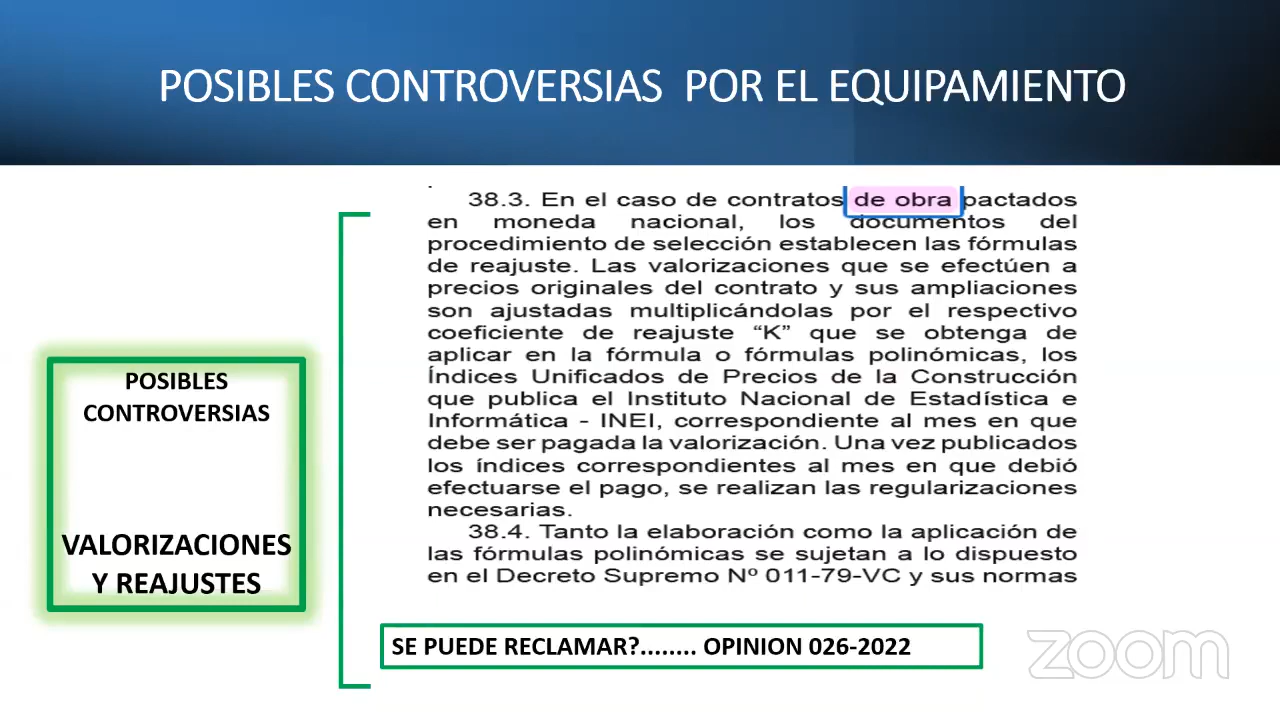 POSIBLES CONTROVERSIAS POR EL EQUIPAMIENTO
38.3. En el caso de contratos de obra pactados
en moneda nacional, los documentos del
procedimiento de selección establecen las fórmulas
de reajuste. Las valorizaciones que se efectúen a
precios originales del contrato y sus ampliaciones
son ajustadas multiplicándolas por el respectivo
coeficiente de reajuste “K” que se obtenga de
aplicar en la fórmula o fórmulas polinómicas, los
Índices Unificados de Precios de la Construcción
que publica el Instituto Nacional de Estadística e
Informática - INEI, correspondiente al mes en que
debe ser pagada la valorización. Una vez publicados
los índices correspondientes al mes en que debió
efectuarse el pago, se realizan las regularizaciones
necesarias.
38.4. Tanto la elaboración como la aplicación de
las fórmulas polinómicas se sujetan a lo dispuesto
en el Decreto Supremo Nº 011-79-VC y sus normas
POSIBLES
CONTROVERSIAS
VALORIZACIONES
Y REAJUSTES
SE PUEDE RECLAMAR?........ OPINION 026-2022
zoom